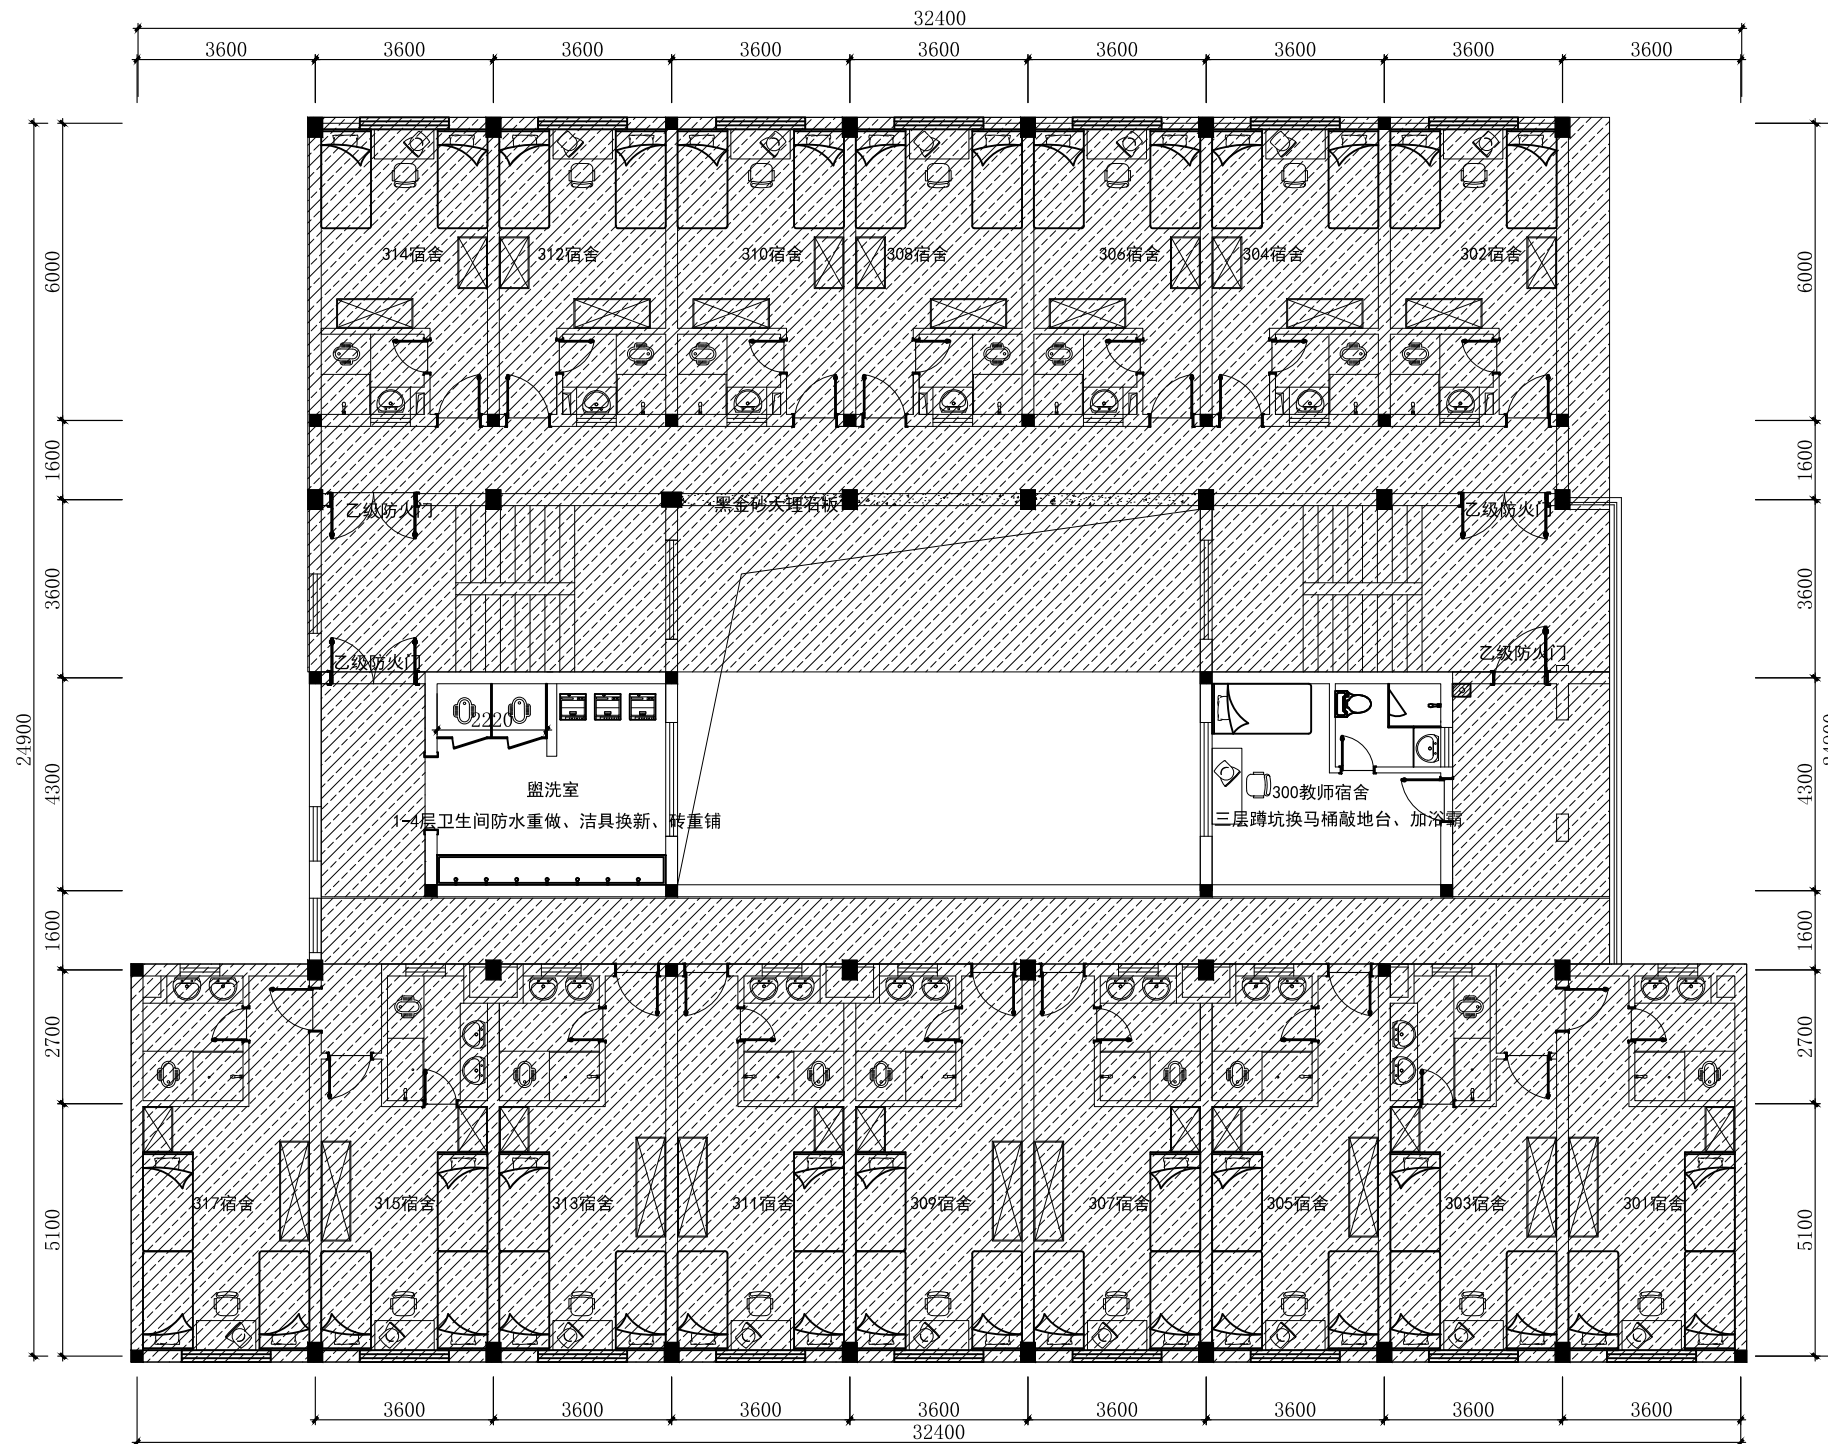 32400
3600 3600 3600 3600 3600 3600 3600 3600 3600
314宿舍 312宿舍 310宿舍 308宿舍 306宿舍 304宿舍 302宿舍
6000 6000
1600 1600
黑金砂大理石板
乙级防火门 乙级防火门
3600 3600
乙级防火门 乙级防火门
2220
24900
4300 4300
盥洗室
300教师宿舍
1-4层卫生间防水重做、洁具换新、砖重铺
三层蹲坑换马桶敲地台、加浴霸
1600 1600
2700 2700
317宿舍 315宿舍 313宿舍 311宿舍 309宿舍 307宿舍 305宿舍 303宿舍 301宿舍
5100 5100
3600 3600 3600 3600 3600 3600 3600 3600
32400